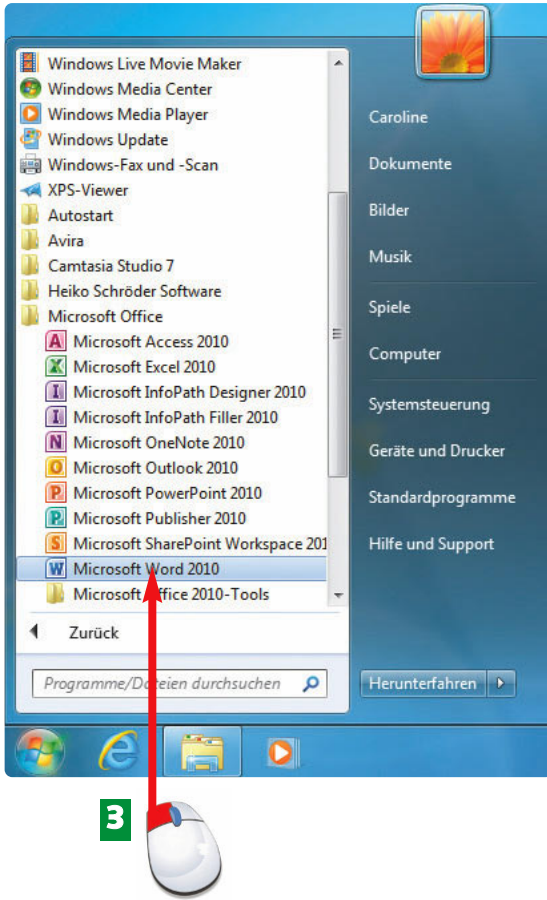 Windows Live Movie Maker
Windows Media Center
Windows Media Player
Windows Update
Windows-Fax und -Scan
XPS-Viewer
Autostart
Avira
Camtasia Studio 7
Heiko Schröder Software
Microsoft Office
Microsoft Access 2010
Microsoft Excel 2010
Microsoft InfoPath Designer 2010
Microsoft InfoPath Filler 2010
Microsoft OneNote 2010
Microsoft Outlook 2010
Microsoft PowerPoint 2010
Microsoft Publisher 2010
Microsoft SharePoint Workspace 201
Microsoft Word 2010
Microsoft Office 2010-Tools
Zurück
Programme/Dateien durchsuchen
Caroline
Dokumente
Bilder
Musik
Spiele
Computer
Systemsteuerung
Geräte und Drucker
Standardprogramme
Hilfe und Support
Herunterfahren
3